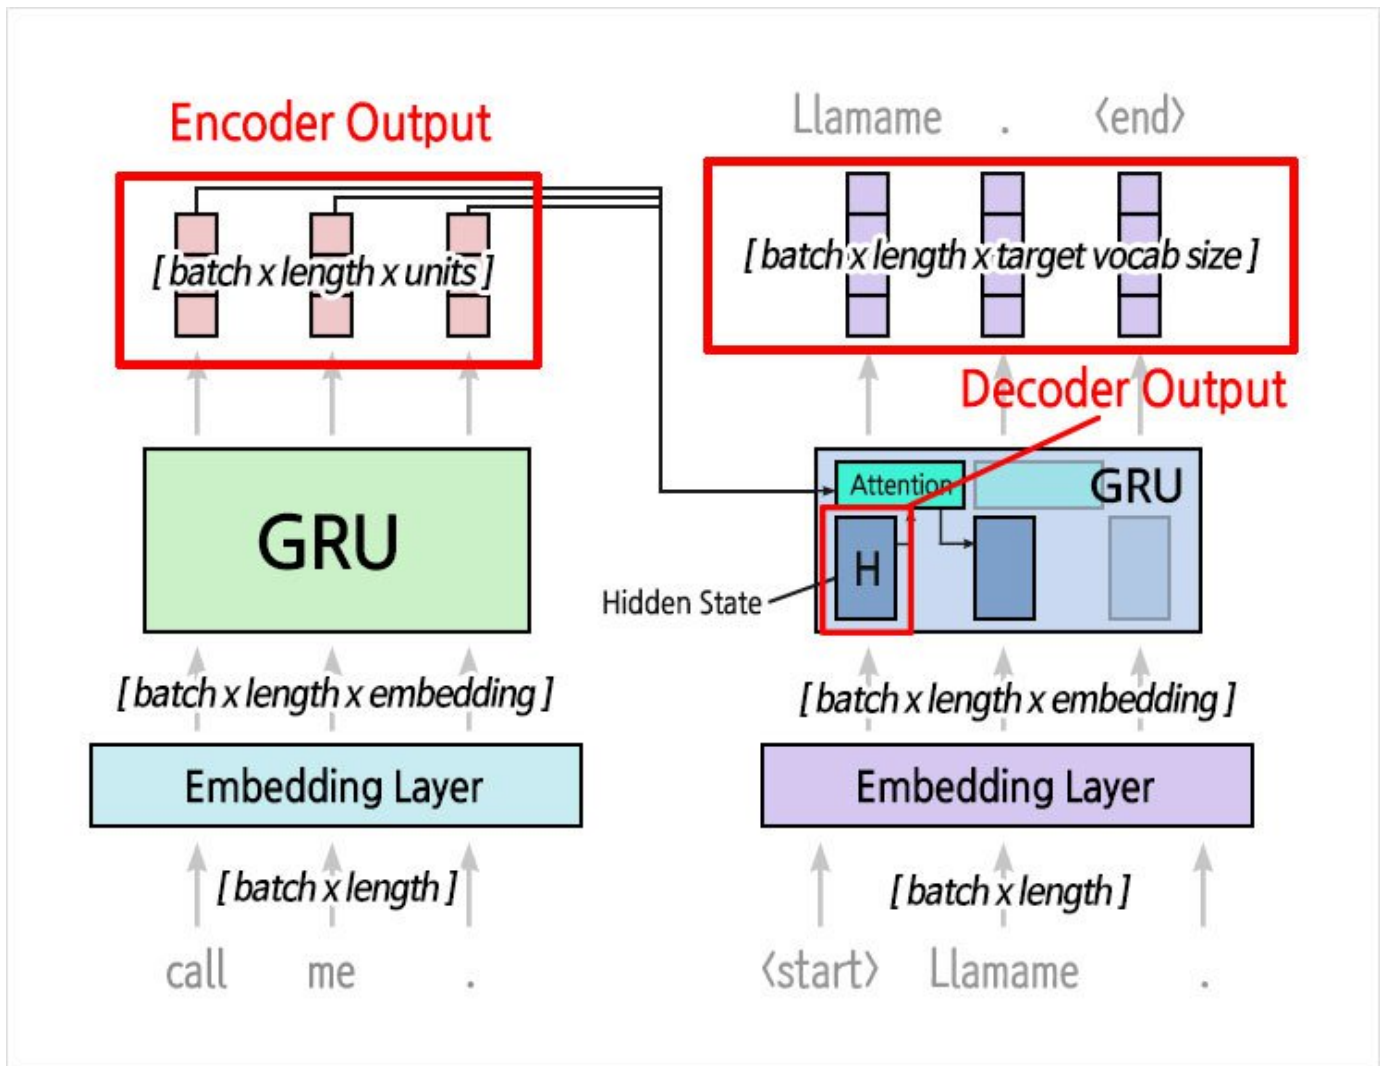 Encoder Output
[ batch x length x units ]
GRU
[ batch x length x embedding ]
Embedding Layer
[ batch x length ]
call me .
Llamame . 〈end〉
[ batch x length x target vocab size ]
Decoder Output
Attention
GRU
H
Hidden State
[ batch x length x embedding ]
Embedding Layer
[ batch x length ]
〈start〉 Llamame .